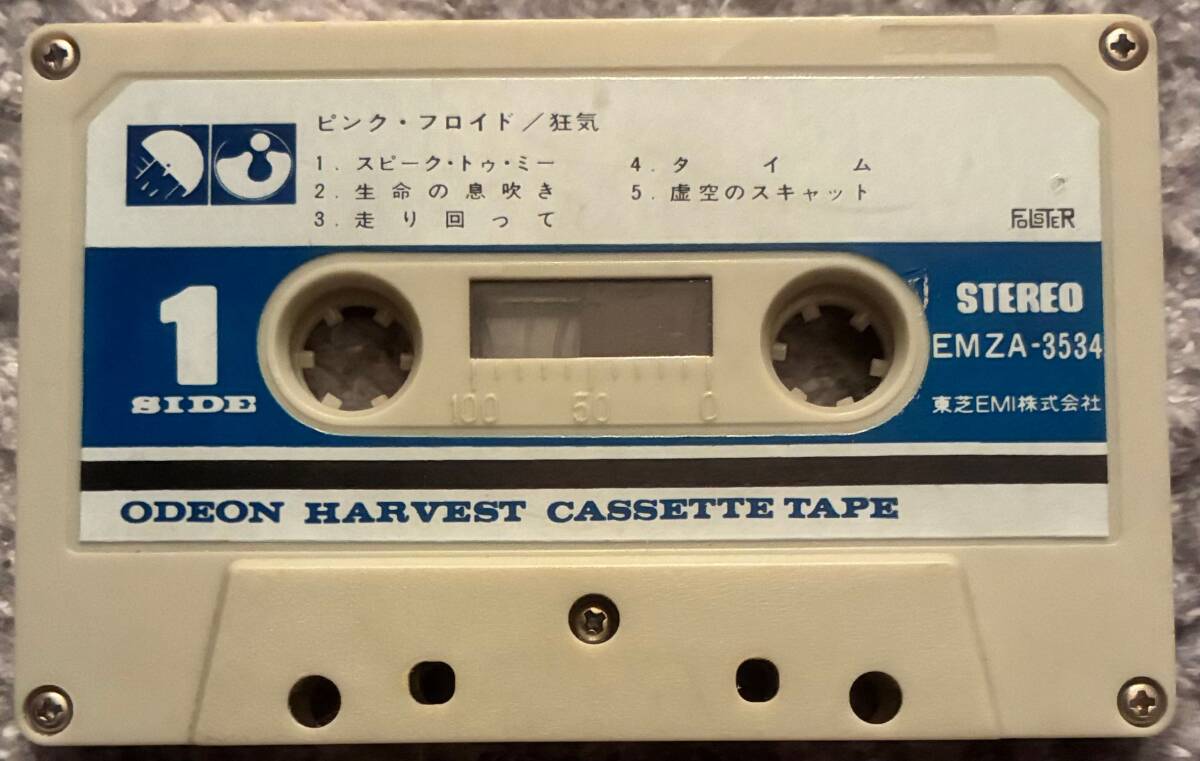 ピンク・フロイド／狂気
1. スピーク・トゥ・ミー
2. 生命の息吹き
3. 走り回って
4. タイム
5. 虚空のスキャット
FOLSTER
1
SIDE
STEREO
EMZA-3534
東芝EMI株式会社
100 50 0
ODEON HARVEST CASSETTE TAPE